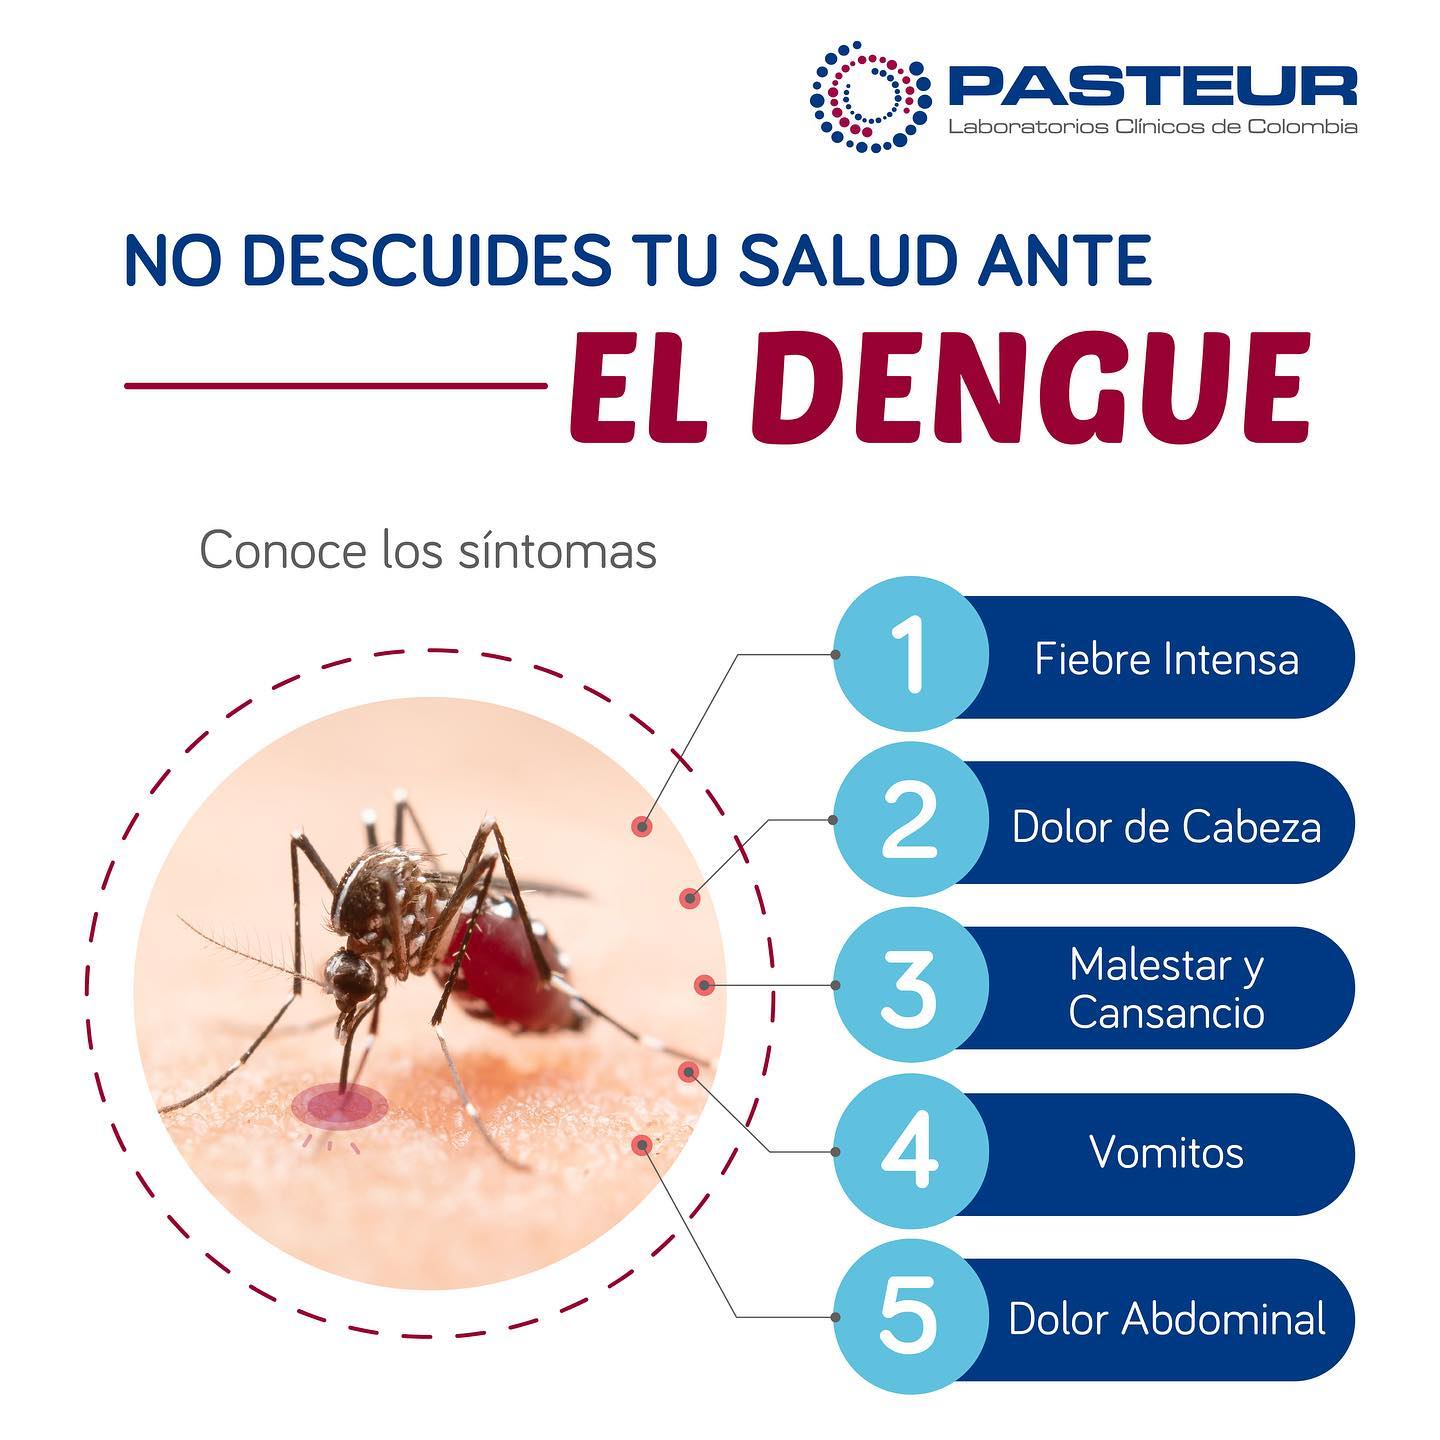 PASTEUR
Laboratorios Clínicos de Colombia
NO DESCUIDES TU SALUD ANTE
EL DENGUE
Conoce los síntomas
1
Fiebre Intensa
2
Dolor de Cabeza
3
Malestar y
Cansancio
4
Vomitos
5
Dolor Abdominal